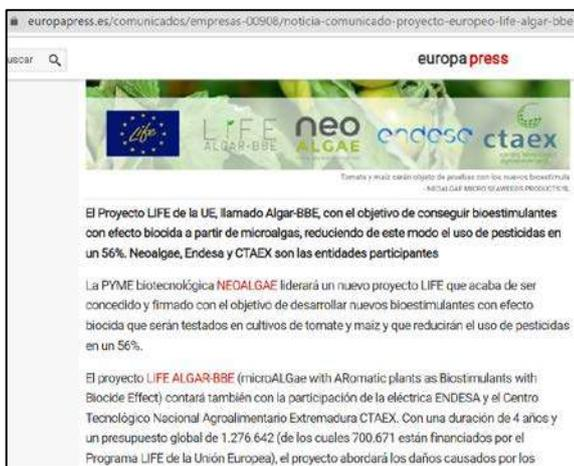 europapress.es/comunicados/empresas-00908/noticia-comunicado-proyecto-europeo-life-algar-bbe
uscar
europapress
Life
LIFE
ALGAR-BBE
neo
ALGAE
endesa
ctaex
Tomate y maíz serán objeto de pruebas con los nuevos bioestimula
- NEOALGAE MICRO SEAWEEDS PRODUCTS SL
El Proyecto LIFE de la UE, llamado Algar-BBE, con el objetivo de conseguir bioestimulantes
con efecto biocida a partir de microalgas, reduciendo de este modo el uso de pesticidas en
un 56%. Neoalgae, Endesa y CTAEX son las entidades participantes
La PYME biotecnológica NEOALGAE liderará un nuevo proyecto LIFE que acaba de ser
concedido y firmado con el objetivo de desarrollar nuevos bioestimulantes con efecto
biocida que serán testados en cultivos de tomate y maíz y que reducirán el uso de pesticidas
en un 56%.
El proyecto LIFE ALGAR-BBE (microALGae with ARomatic plants as Biostimulants with
Biocide Effect) contará también con la participación de la eléctrica ENDESA y el Centro
Tecnológico Nacional Agroalimentario Extremadura CTAEX. Con una duración de 4 años y
un presupuesto global de 1.276.642 (de los cuales 700.671 están financiados por el
Programa LIFE de la Unión Europea), el proyecto abordará los daños causados por los